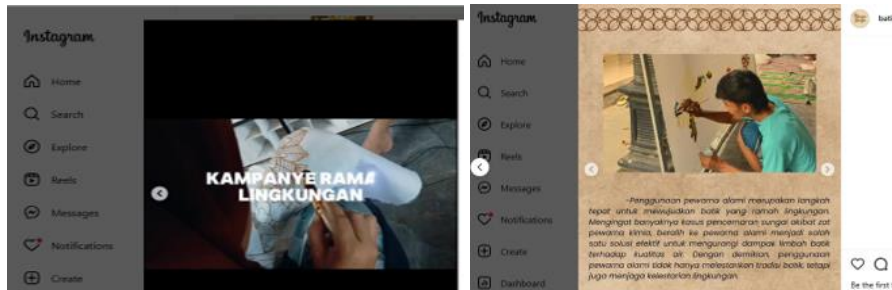 Instagram
Home
Search
Explore
Reels
Messages
Notifications
Create
KAMPANYE RAMA
LINGKUNGAN
Instagram
Home
Search
Explore
Reels
Messages
Notifications
Create
Dashboard
-Penggunaan pewarna alami merupakan langkah
tepat untuk mewujudkan batik yang ramah lingkungan.
Mengingat banyaknya kasus pencemaran sungai akibat zat
pewarna kimia, beralih ke pewarna alami menjadi salah
satu solusi efektif untuk mengurangi dampak limbah batik
terhadap kualitas air. Dengan demikian, penggunaan
pewarna alami tidak hanya melestarikan tradisi batik, tetapi
juga menjaga kelestarian lingkungan.
bati
Be the first